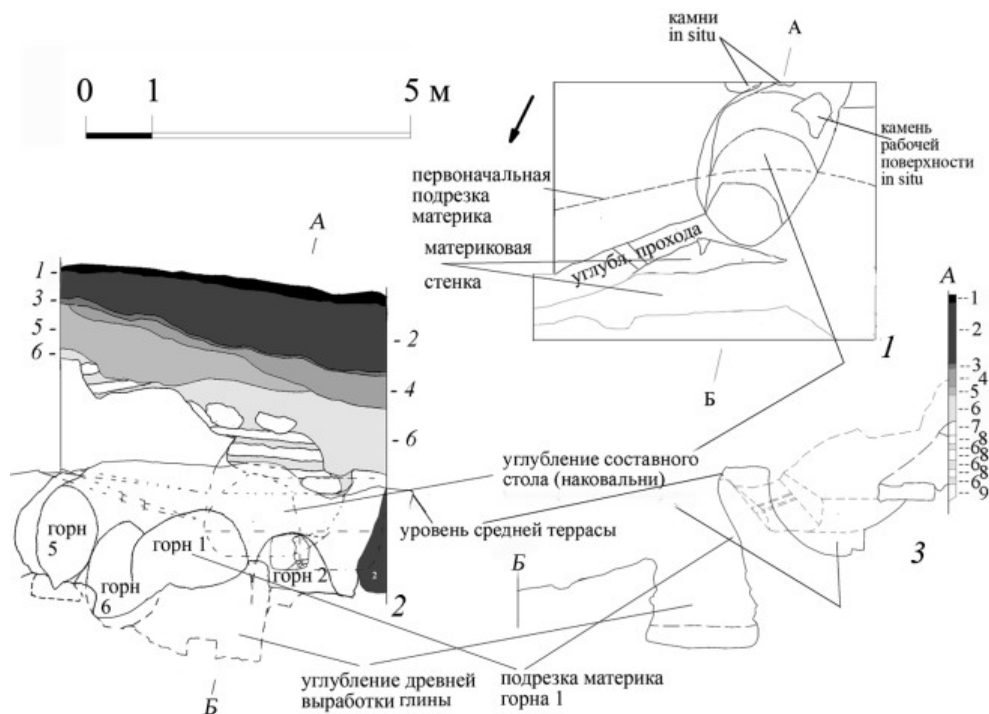 0 1 5 м
камни
in situ
А
камень
рабочей
поверхности
in situ
первоначальная
подрезка
материка
материковая
стенка
углубл. прохода
1
Б
А
1 -
3 -
5 -
6 -
- 2
- 4
- 6
горн
5
горн
6
горн 1
горн 2
2
2
Б
углубление составного
стола (наковальни)
уровень средней террасы
А
--1
--2
--3
--4
--5
--6
--7
--8
--6
--8
--6
--8
--6
--9
3
Б
углубление древней
выработки глины
подрезка материка
горна 1